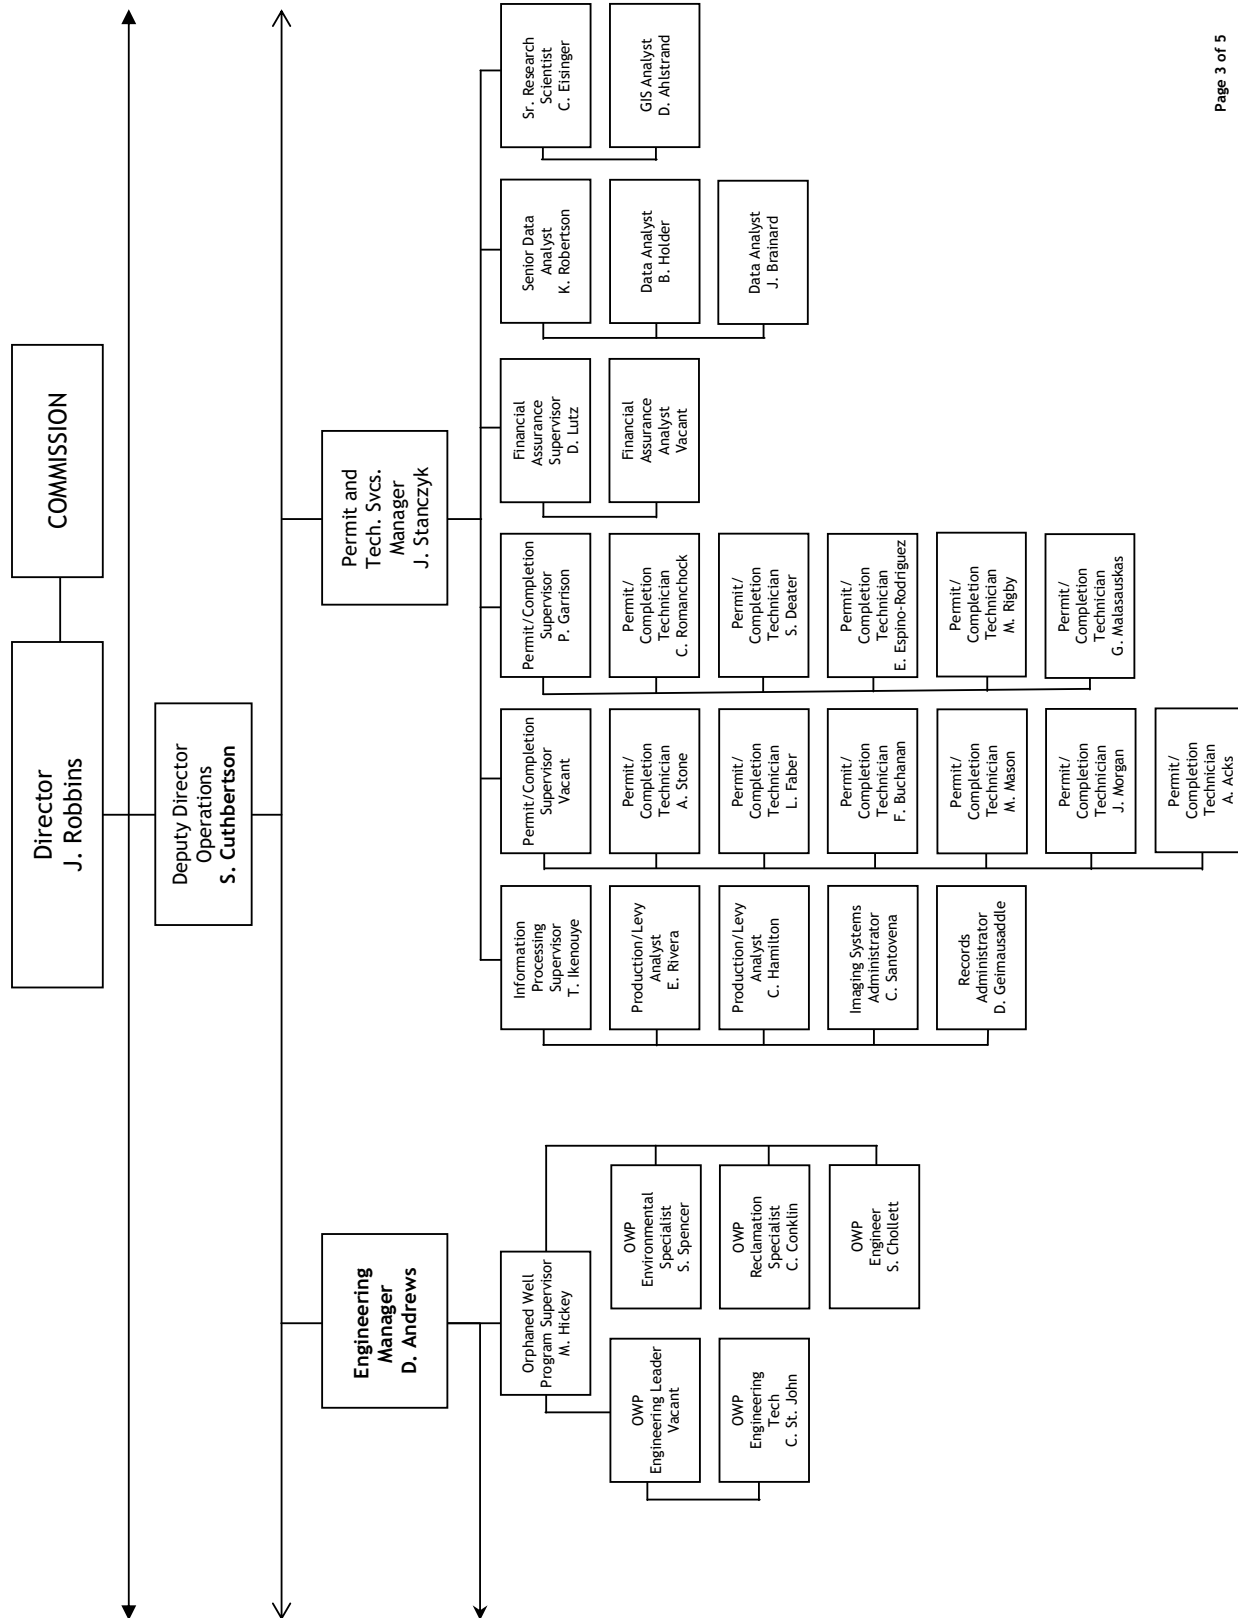 Director
J. Robbins
COMMISSION
Deputy Director
Operations
S. Cuthbertson
Engineering
Manager
D. Andrews
Permit and
Tech. Svcs.
Manager
J. Stanczyk
Orphaned Well
Program Supervisor
M. Hickey
OWP
Engineering Leader
Vacant
OWP
Engineering
Tech
C. St. John
OWP
Environmental
Specialist
S. Spencer
OWP
Reclamation
Specialist
C. Conklin
OWP
Engineer
S. Chollett
Information
Processing
Supervisor
T. Ikenouye
Production/Levy
Analyst
E. Rivera
Production/Levy
Analyst
C. Hamilton
Imaging Systems
Administrator
C. Santovena
Records
Administrator
D. Geimausaddle
Permit/Completion
Supervisor
Vacant
Permit/
Completion
Technician
A. Stone
Permit/
Completion
Technician
L. Faber
Permit/
Completion
Technician
F. Buchanan
Permit/
Completion
Technician
M. Mason
Permit/
Completion
Technician
J. Morgan
Permit/
Completion
Technician
A. Acks
Permit/Completion
Supervisor
P. Garrison
Permit/
Completion
Technician
C. Romanchock
Permit/
Completion
Technician
S. Deater
Permit/
Completion
Technician
E. Espino-Rodriguez
Permit/
Completion
Technician
M. Rigby
Permit/
Completion
Technician
G. Malasauskas
Financial
Assurance
Supervisor
D. Lutz
Financial
Assurance
Analyst
Vacant
Senior Data
Analyst
K. Robertson
Data Analyst
B. Holder
Data Analyst
J. Brainard
Sr. Research
Scientist
C. Eisinger
GIS Analyst
D. Ahlstrand
Page 3 of 5